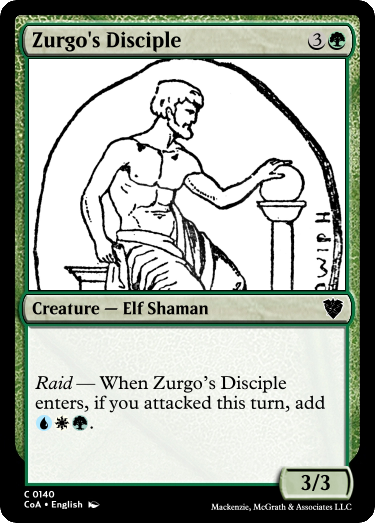 Zurgo's Disciple
3
Creature — Elf Shaman
Raid — When Zurgo's Disciple
enters, if you attacked this turn, add
.
3/3
C 0140
CoA • English
Mackenzie, McGrath & Associates LLC